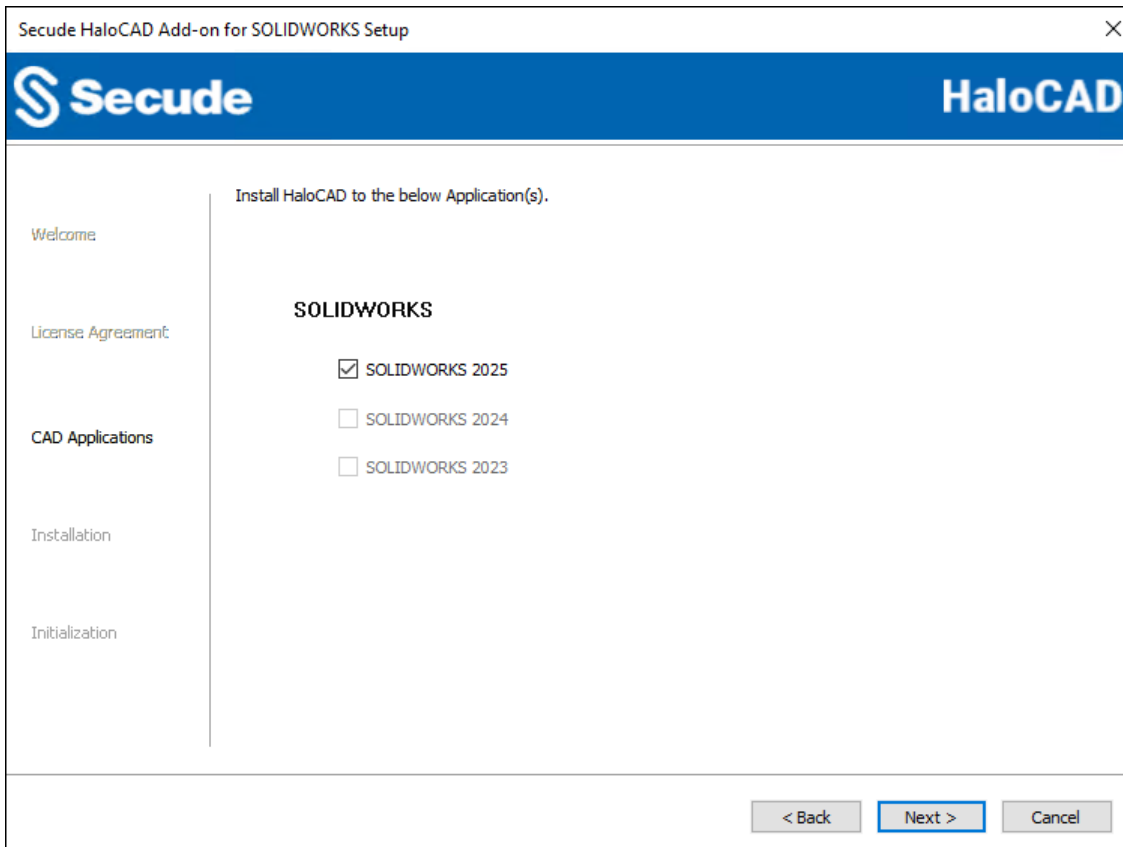 Secude HaloCAD Add-on for SOLIDWORKS Setup
Secude
HaloCAD
Install HaloCAD to the below Application(s).
Welcome
SOLIDWORKS
License Agreement
SOLIDWORKS 2025
SOLIDWORKS 2024
CAD Applications
SOLIDWORKS 2023
Installation
Initialization
< Back
Next >
Cancel